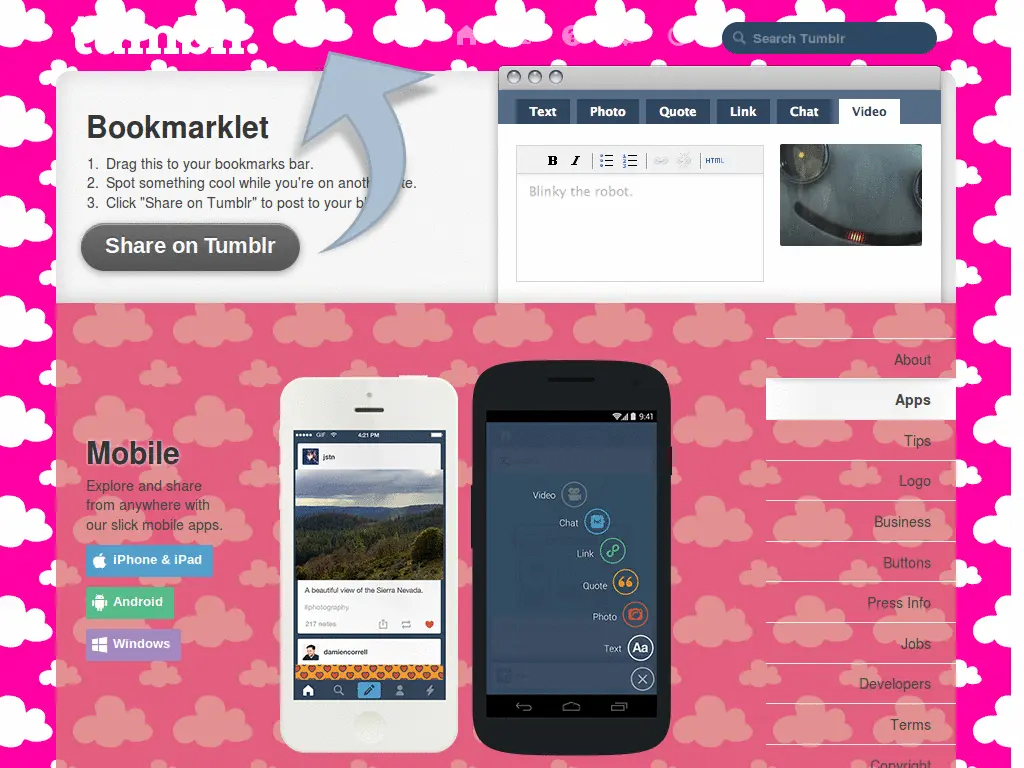 tumblr.
Search Tumblr
Bookmarklet
1. Drag this to your bookmarks bar.
2. Spot something cool while you're on
3. Click "Share on Tumblr" to post to your
Share on Tumblr
Text Photo Quote Link Chat Video
B I HTML
Blinky the robot.
Mobile
Explore and share
from anywhere with
our slick mobile apps.
iPhone & iPad
Android
Windows
GIF 4:21 PM
jstn
A beautiful view of the Sierra Nevada.
#photography
217 notes
damiencorrell
9:41
Video
Chat
Link
Quote
Photo
Text Aa
About
Apps
Tips
Logo
Business
Buttons
Press Info
Jobs
Developers
Terms
Copyright